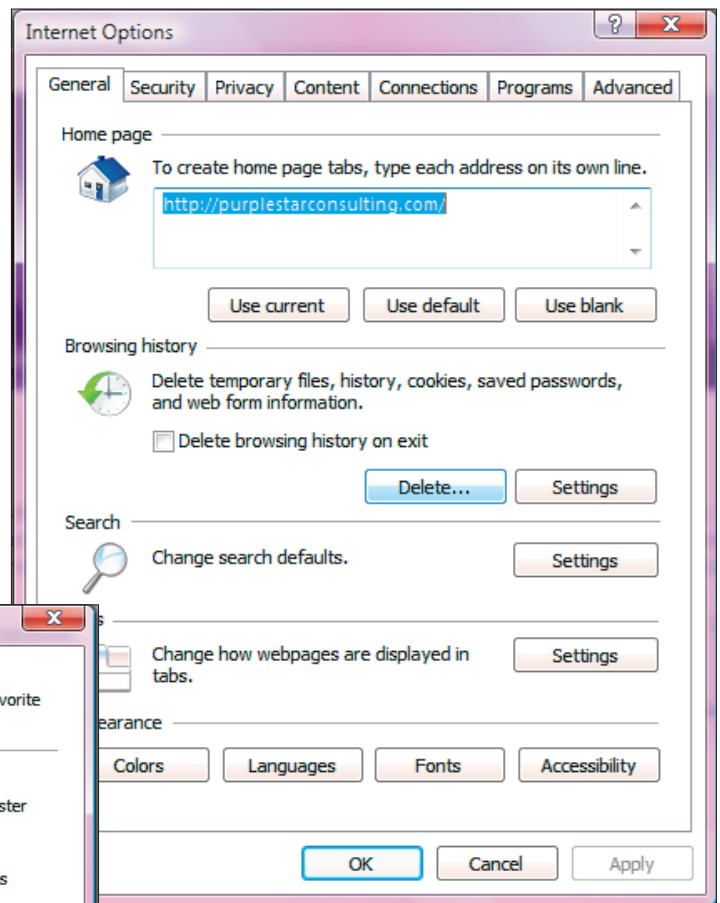 Internet Options
General Security Privacy Content Connections Programs Advanced
Home page
To create home page tabs, type each address on its own line.
http://purplestarconsulting.com/
Use current Use default Use blank
Browsing history
Delete temporary files, history, cookies, saved passwords,
and web form information.
Delete browsing history on exit
Delete... Settings
Search
Change search defaults.
Settings
s
Change how webpages are displayed in
tabs.
Settings
earance
Colors Languages Fonts Accessibility
OK Cancel Apply
vorite
ster
s